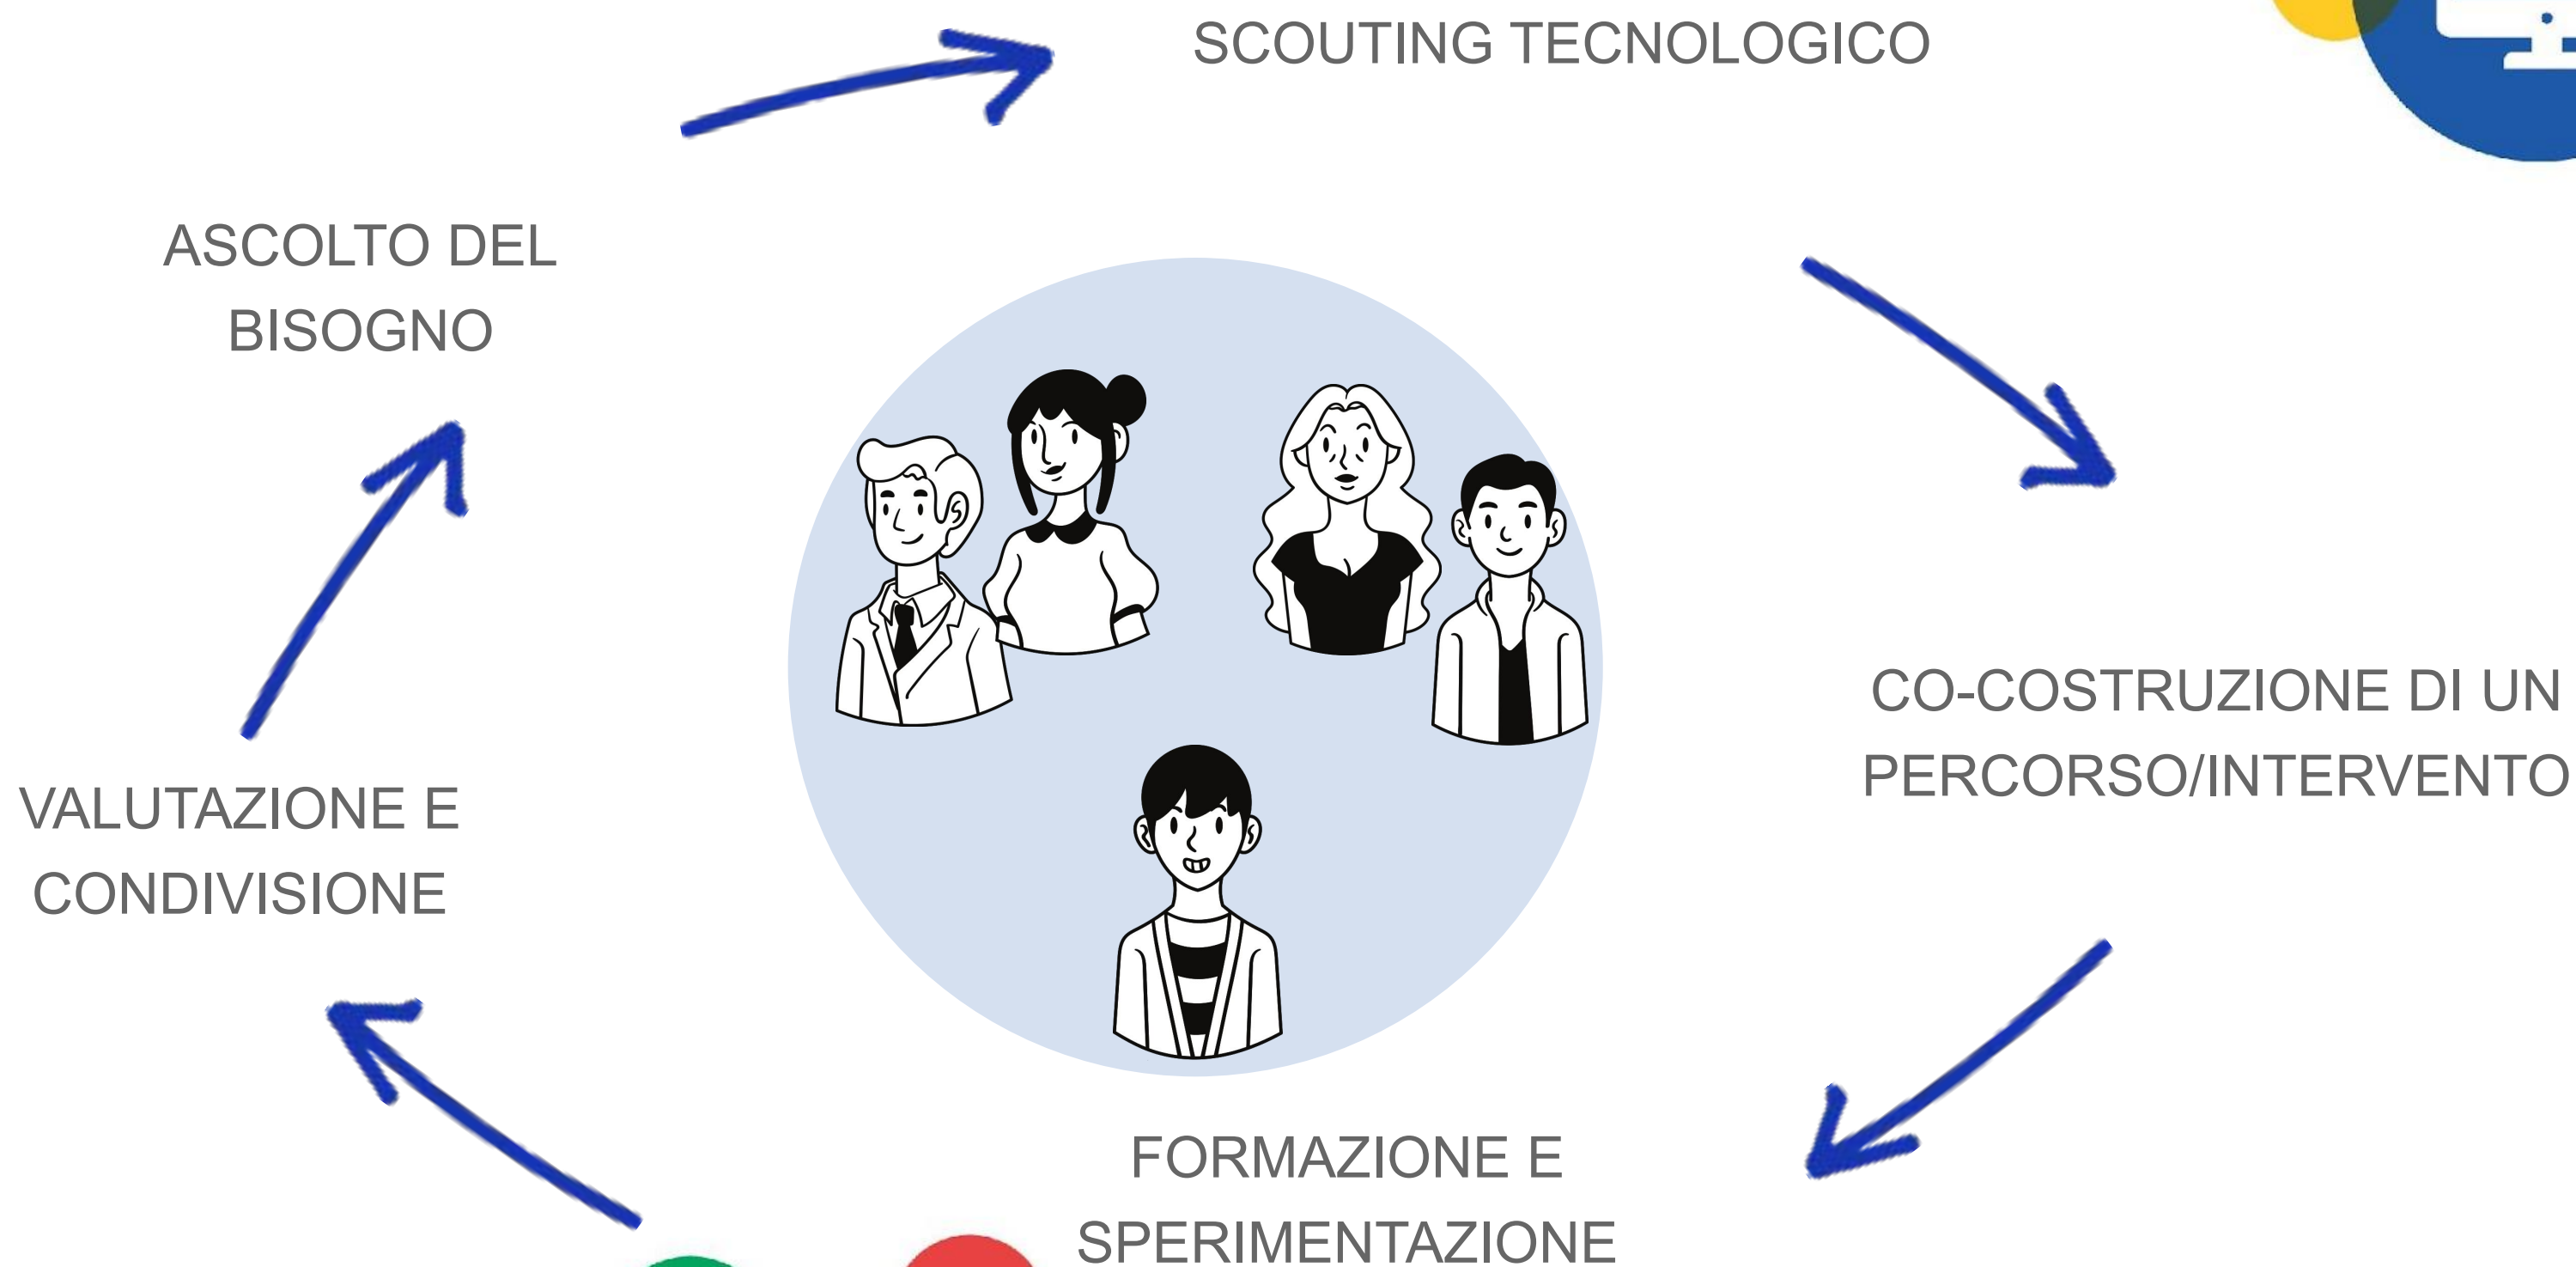 SCOUTING TECNOLOGICO
ASCOLTO DEL
BISOGNO
CO-COSTRUZIONE DI UN
PERCORSO/INTERVENTO
VALUTAZIONE E
CONDIVISIONE
FORMAZIONE E
SPERIMENTAZIONE